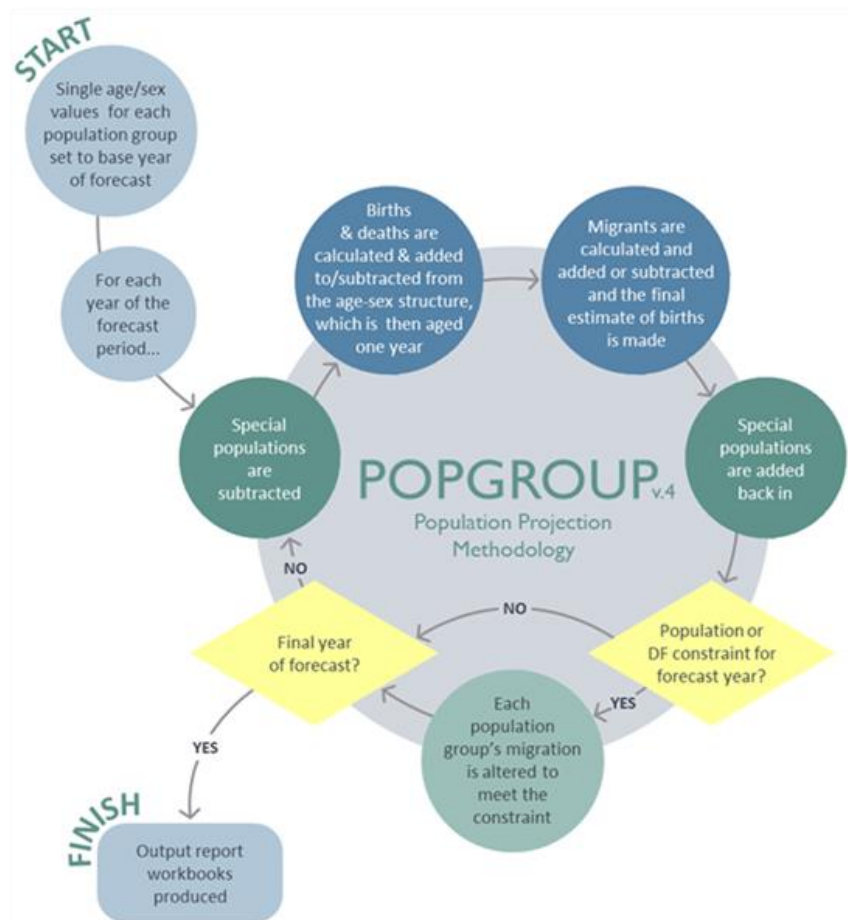 START
Single age/sex
values for each
population group
set to base year
of forecast
For each
year of the
forecast
period...
Special
populations
are
subtracted
Births
& deaths are
calculated & added
to/subtracted from
the age-sex structure,
which is then aged
one year
Migrants are
calculated and
added or subtracted
and the final
estimate of births
is made
Special
populations
are added
back in
POPGROUP v.4
Population Projection
Methodology
Population or
DF constraint for
forecast year?
NO
YES
Each
population
group's migration
is altered to
meet the
constraint
Final year
of forecast?
NO
YES
FINISH
Output report
workbooks
produced